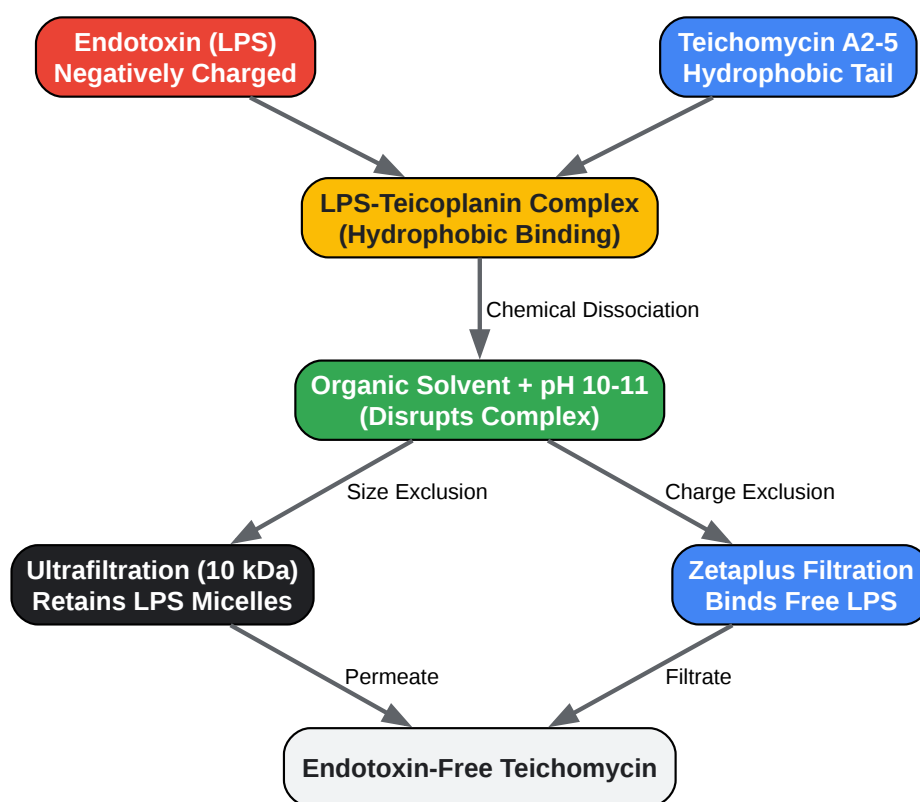 Endotoxin (LPS)
Negatively Charged
Teichomycin A2-5
Hydrophobic Tail
LPS-Teicoplanin Complex
(Hydrophobic Binding)
Chemical Dissociation
Organic Solvent + pH 10-11
(Disrupts Complex)
Size Exclusion
Charge Exclusion
Ultrafiltration (10 kDa)
Retains LPS Micelles
Zetaplus Filtration
Binds Free LPS
Permeate
Filtrate
Endotoxin-Free Teichomycin